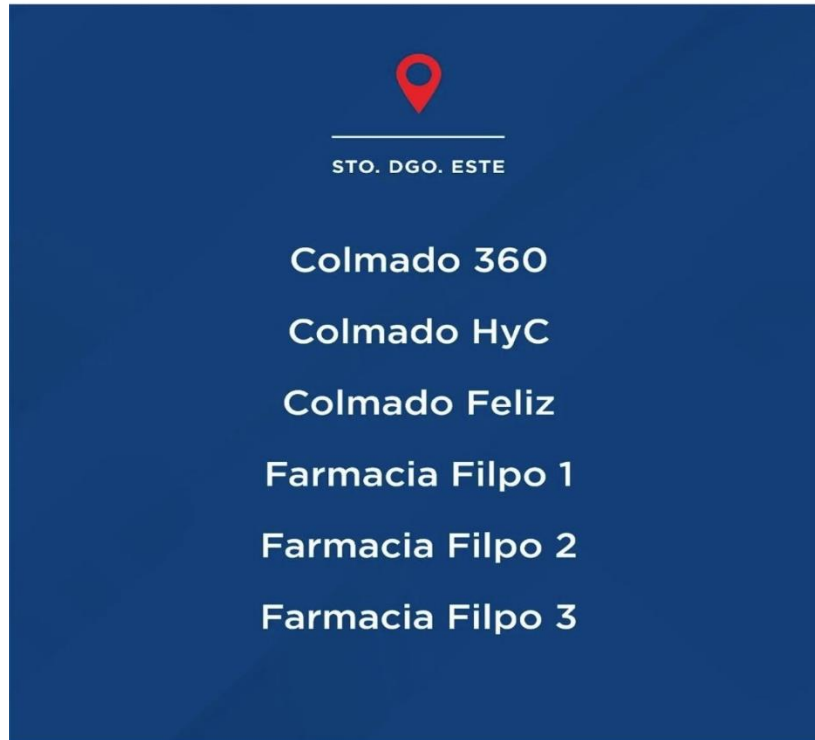 STO. DGO. ESTE
Colmado 360
Colmado HyC
Colmado Feliz
Farmacia Filpo 1
Farmacia Filpo 2
Farmacia Filpo 3